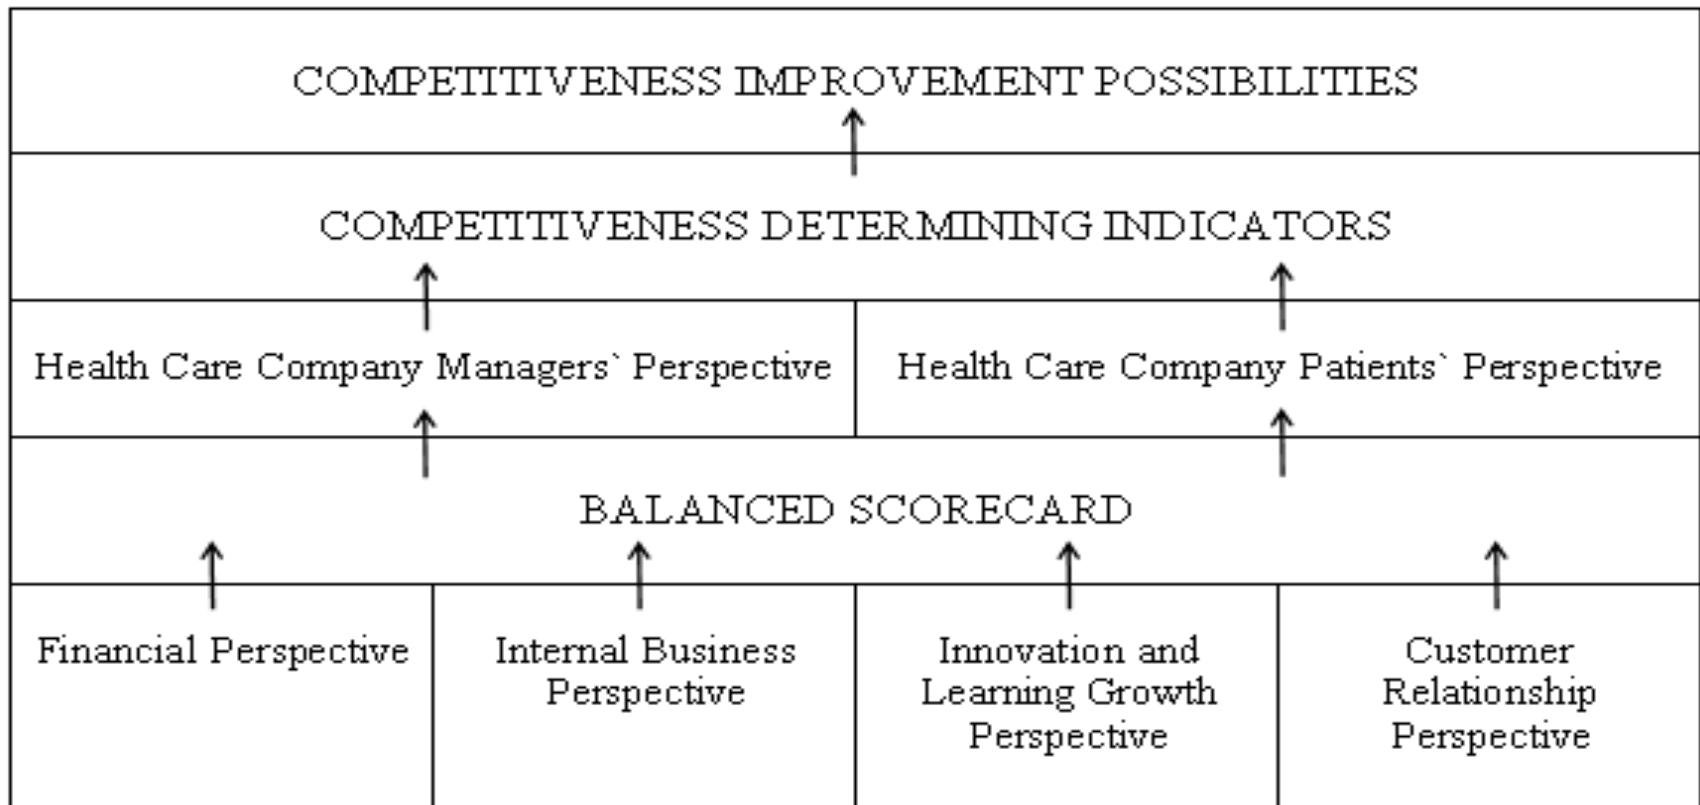 COMPETITIVENESS IMPROVEMENT POSSIBILITIES
COMPETITIVENESS DETERMINING INDICATORS
Health Care Company Managers` Perspective
Health Care Company Patients` Perspective
BALANCED SCORECARD
Financial Perspective
Internal Business
Perspective
Innovation and
Learning Growth
Perspective
Customer
Relationship
Perspective